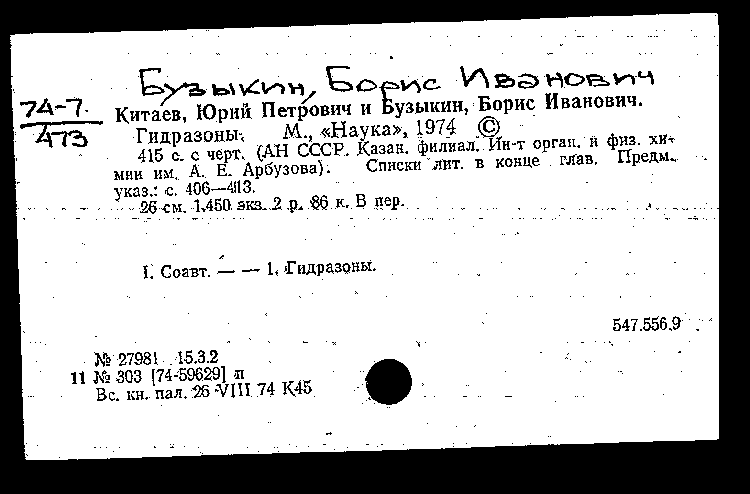 Бузыкин, Борис Иванович
74-7
473
Китаев, Юрий Петрович и Бузыкин, Борис Иванович.
Гидразоны. М., «Наука», 1974 ©
415 с. с черт. (АН СССР. Казан. филиал. Ин-т орган. и физ. хи-
мии им. А. Е. Арбузова). Списки лит. в конце глав. Предм.
указ.: с. 406—413.
26 см. 1.450 экз. 2 р. 86 к. В пер.
I. Соавт. — — 1. Гидразоны.
547.556.9
№ 27981 15.3.2
11 № 303 [74-59629] п
Вс. кн. пал. 26 VIII 74 К45